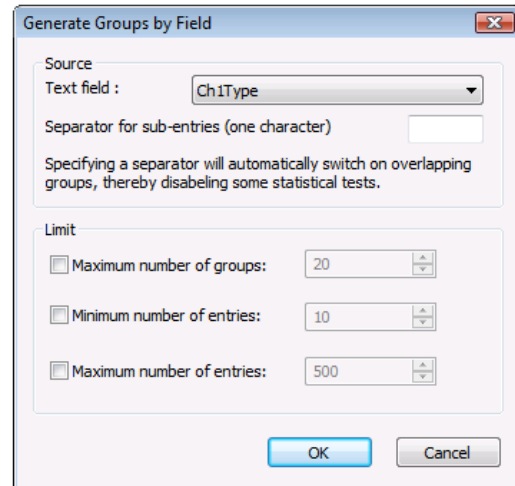 Generate Groups by Field
Source
Text field :
Ch1Type
Separator for sub-entries (one character)
Specifying a separator will automatically switch on overlapping
groups, thereby disabeling some statistical tests.
Limit
Maximum number of groups:
20
Minimum number of entries:
10
Maximum number of entries:
500
OK
Cancel